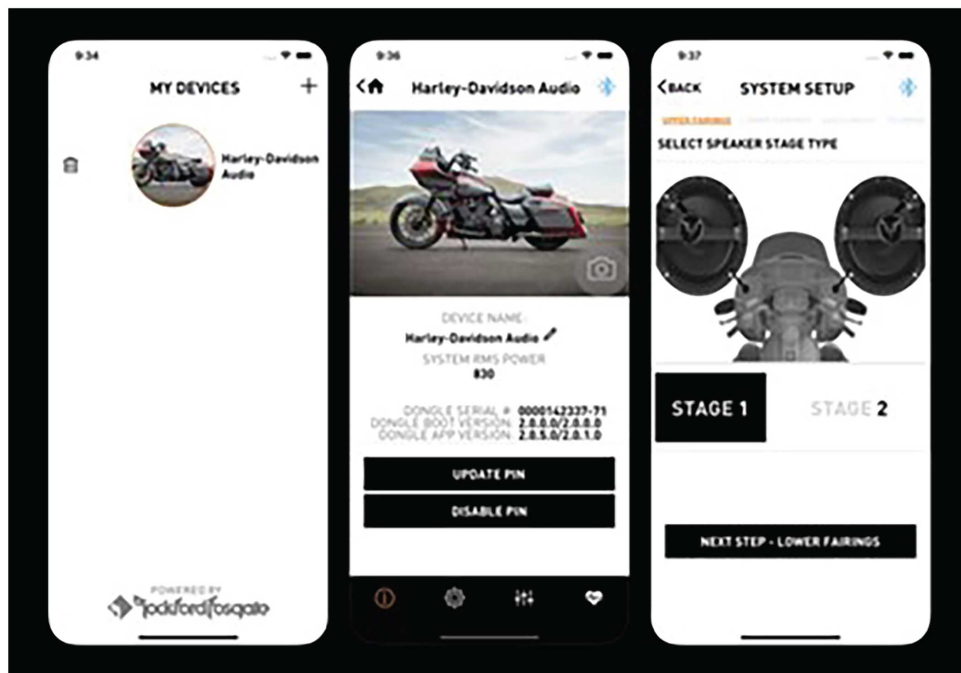 9:34
MY DEVICES +
Harley-Davidson
Audio
POWERED BY
Rockford Fosgate
9:36
Harley-Davidson Audio
DEVICE NAME:
Harley-Davidson Audio
SYSTEM RMS POWER
830
DONGLE SERIAL #: 0000142337-71
DONGLE BOOT VERSION: 2.0.0.0/2.0.0.0
DONGLE APP VERSION: 2.0.5.0/2.0.1.0
UPDATE PIN
DISABLE PIN
9:37
BACK SYSTEM SETUP
UPPER FAIRINGS
SELECT SPEAKER STAGE TYPE
STAGE 1 STAGE 2
NEXT STEP - LOWER FAIRINGS